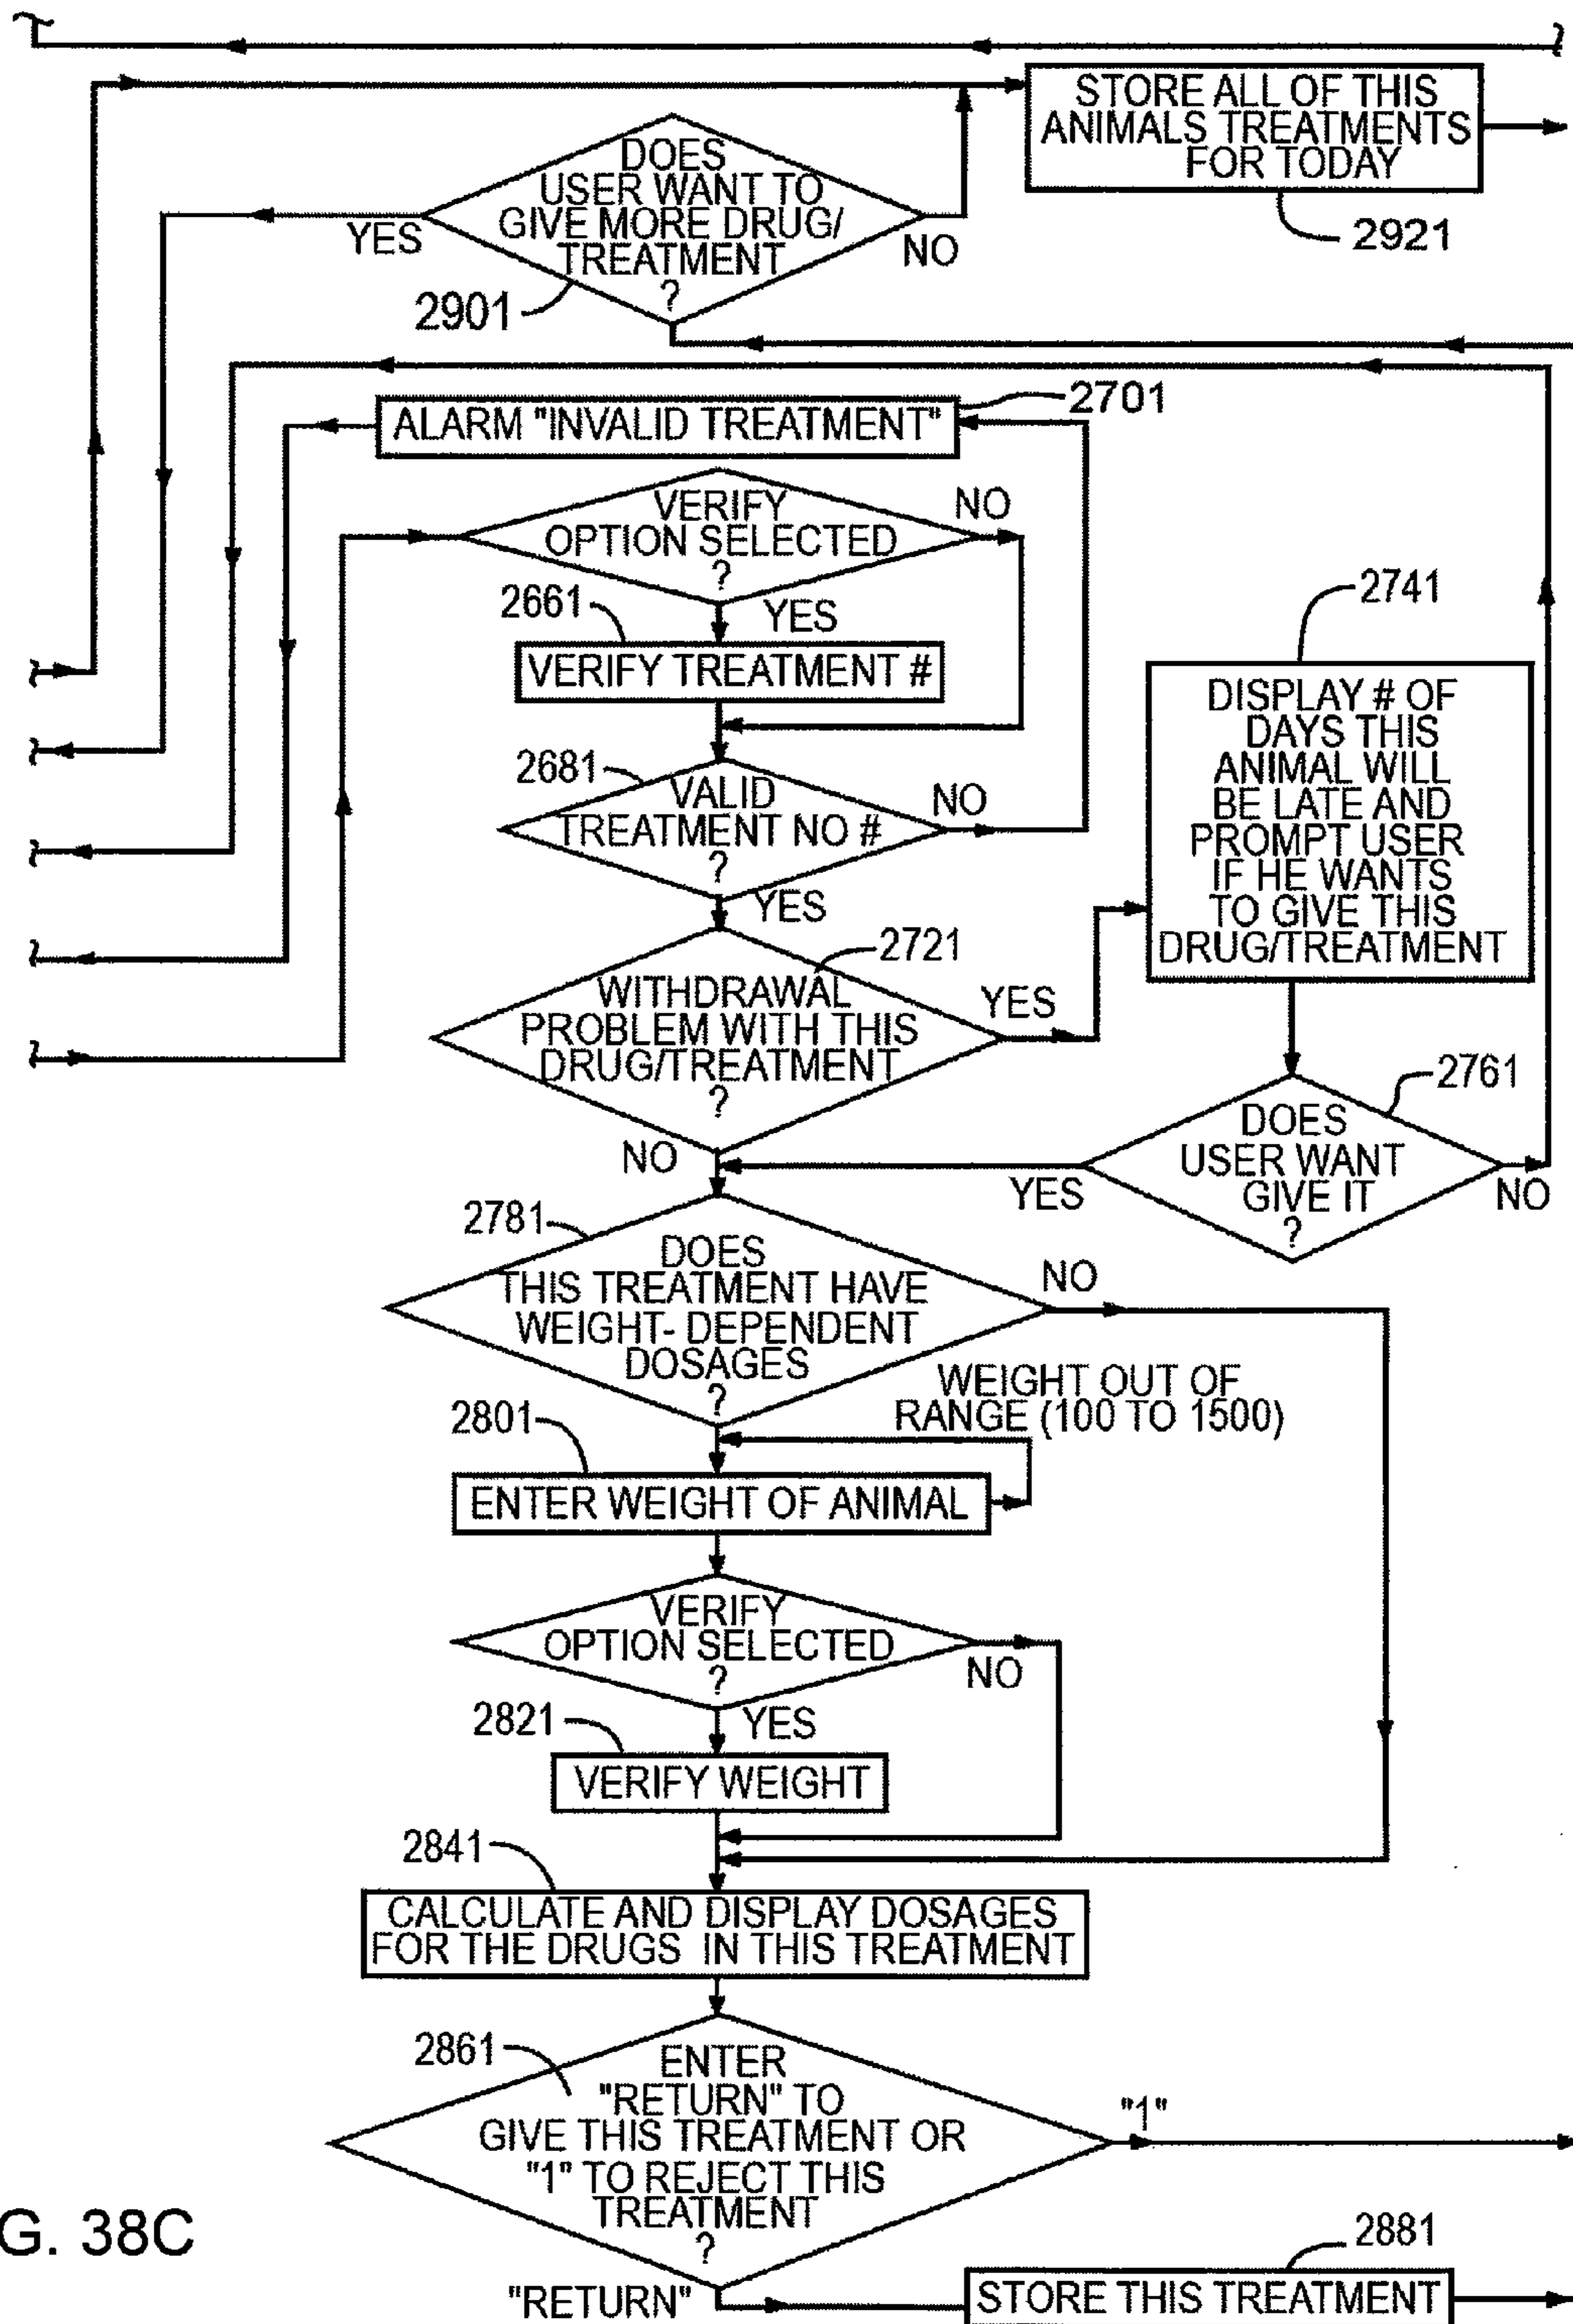 STORE ALL OF THIS
ANIMALS TREATMENTS
FOR TODAY
2921
DOES
USER WANT TO
GIVE MORE DRUG/
TREATMENT
?
YES
NO
2901
2701
ALARM "INVALID TREATMENT"
VERIFY
OPTION SELECTED
?
NO
YES
2661
VERIFY TREATMENT #
2681
VALID
TREATMENT NO #
?
NO
YES
2741
DISPLAY # OF
DAYS THIS
ANIMAL WILL
BE LATE AND
PROMPT USER
IF HE WANTS
TO GIVE THIS
DRUG/TREATMENT
2721
WITHDRAWAL
PROBLEM WITH THIS
DRUG/TREATMENT
?
YES
NO
2761
DOES
USER WANT
GIVE IT
?
YES
NO
2781
DOES
THIS TREATMENT HAVE
WEIGHT- DEPENDENT
DOSAGES
?
NO
WEIGHT OUT OF
RANGE (100 TO 1500)
2801
ENTER WEIGHT OF ANIMAL
VERIFY
OPTION SELECTED
?
NO
YES
2821
VERIFY WEIGHT
2841
CALCULATE AND DISPLAY DOSAGES
FOR THE DRUGS IN THIS TREATMENT
2861
ENTER
"RETURN" TO
GIVE THIS TREATMENT OR
"1" TO REJECT THIS
TREATMENT
?
"1"
"RETURN"
2881
STORE THIS TREATMENT
G. 38C